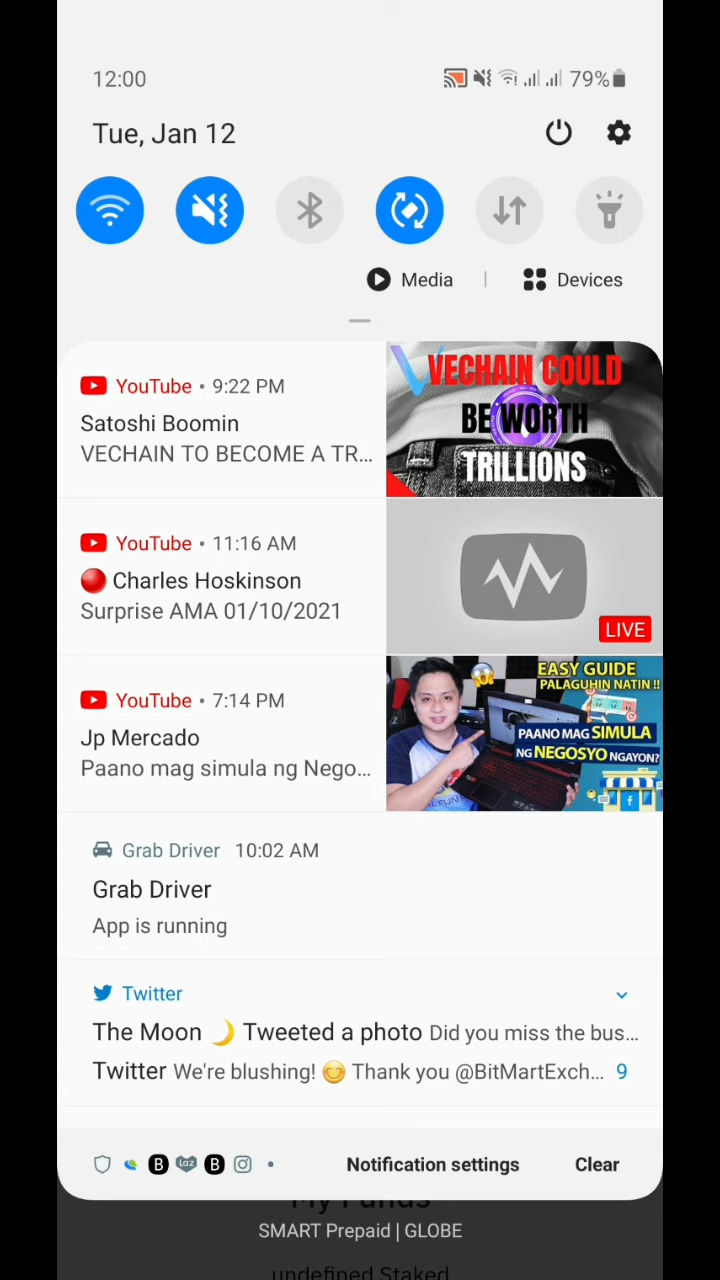 12:00 79%
Tue, Jan 12
Media | Devices
YouTube • 9:22 PM
Satoshi Boomin
VECHAIN TO BECOME A TR...
VECHAIN COULD
BE WORTH
TRILLIONS
YouTube • 11:16 AM
🔴 Charles Hoskinson
Surprise AMA 01/10/2021
LIVE
YouTube • 7:14 PM
Jp Mercado
Paano mag simula ng Nego...
EASY GUIDE
PALAGUHIN NATIN !!
PAANO MAG SIMULA
NG NEGOSYO NGAYON?
Grab Driver 10:02 AM
Grab Driver
App is running
Twitter
The Moon 🌙 Tweeted a photo Did you miss the bus...
Twitter We're blushing! 😊 Thank you @BitMartExch... 9
B Laz B Notification settings Clear
My Funds
SMART Prepaid | GLOBE
undefined Staked